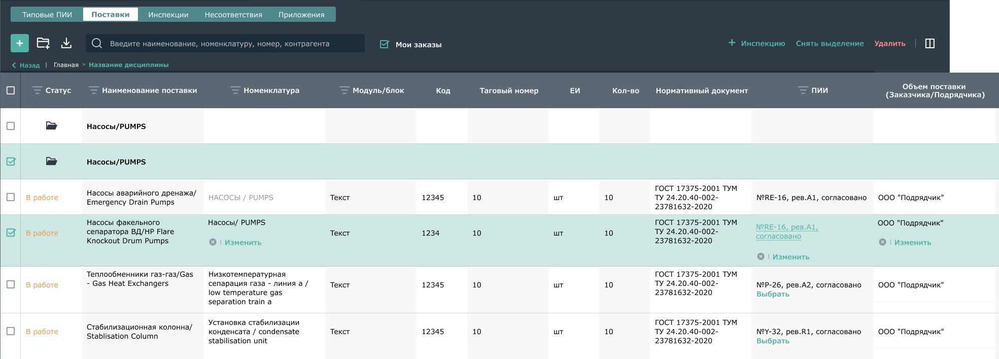 Типовые ПИИ Поставки Инспекции Несоответствия Приложения
+ Введите наименование, номенклатуру, номер, контрагента Мои заказы + Инспекцию Снять выделение Удалить
< Назад | Главная > Название дисциплины
Статус Наименование поставки Номенклатура Модуль/блок Код Таговый номер ЕИ Кол-во Нормативный документ ПИИ Объем поставки
(Заказчика/Подрядчика)
Насосы/PUMPS
Насосы/PUMPS
В работе
Насосы аварийного дренажа/
Emergency Drain Pumps
НАСОСЫ / PUMPS
Текст
12345
10
шт
10
ГОСТ 17375-2001 ТУМ
ТУ 24.20.40-002-
23781632-2020
№RE-16, рев.А1, согласовано
ООО "Подрядчик"
В работе
Насосы факельного
сепаратора ВД/HP Flare
Knockout Drum Pumps
Насосы/ PUMPS
| Изменить
Текст
1234
10
шт
10
ГОСТ 17375-2001 ТУМ
ТУ 24.20.40-002-
23781632-2020
№RE-16, рев.А1,
согласовано
| Изменить
ООО "Подрядчик"
| Изменить
В работе
Теплообменники газ-газ/Gas
- Gas Heat Exchangers
Низкотемпературная
сепарация газа - линия а /
low temperature gas
separation train a
Текст
12345
10
шт
10
ГОСТ 17375-2001 ТУМ
ТУ 24.20.40-002-
23781632-2020
№P-26, рев.А2, согласовано
Выбрать
ООО "Подрядчик"
В работе
Стабилизационная колонна/
Stablisation Column
Установка стабилизации
конденсата / condensate
stabilisation unit
Текст
12345
10
шт
10
ГОСТ 17375-2001 ТУМ
ТУ 24.20.40-002-
23781632-2020
№Y-32, рев.R1, согласовано
Выбрать
ООО "Подрядчик"